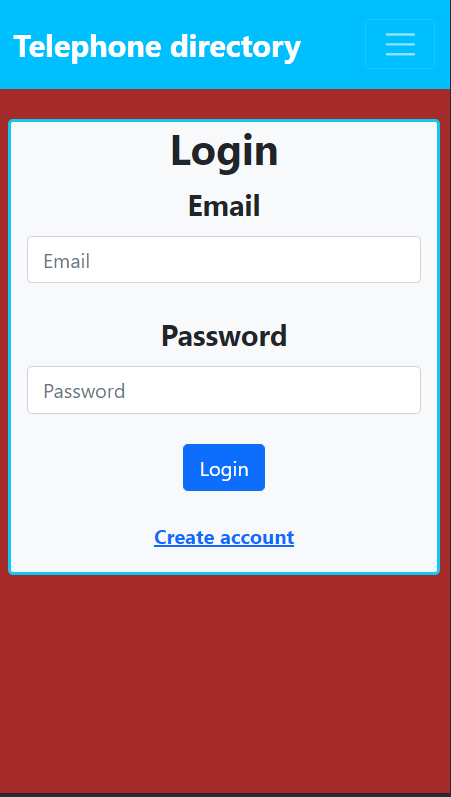 Telephone directory
Login
Email
Email
Password
Password
Login
Create account